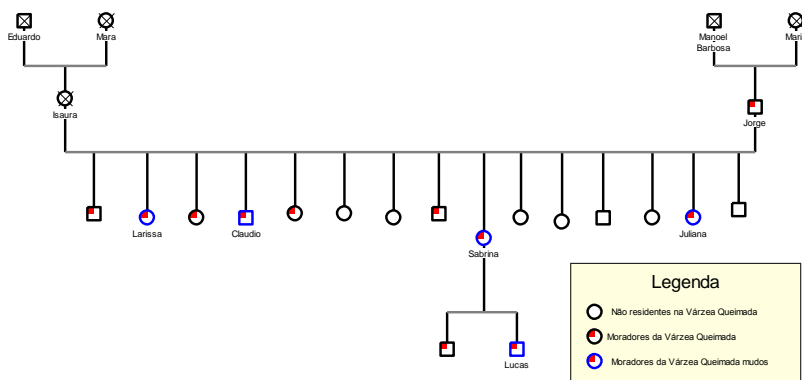 Eduardo
Mara
Manoel
Barbosa
Mari
Isaura
Jorge
Larissa
Claudio
Juliana
Sabrina
Lucas
Legenda
Não residentes na Várzea Queimada
Moradores da Várzea Queimada
Moradores da Várzea Queimada mudos